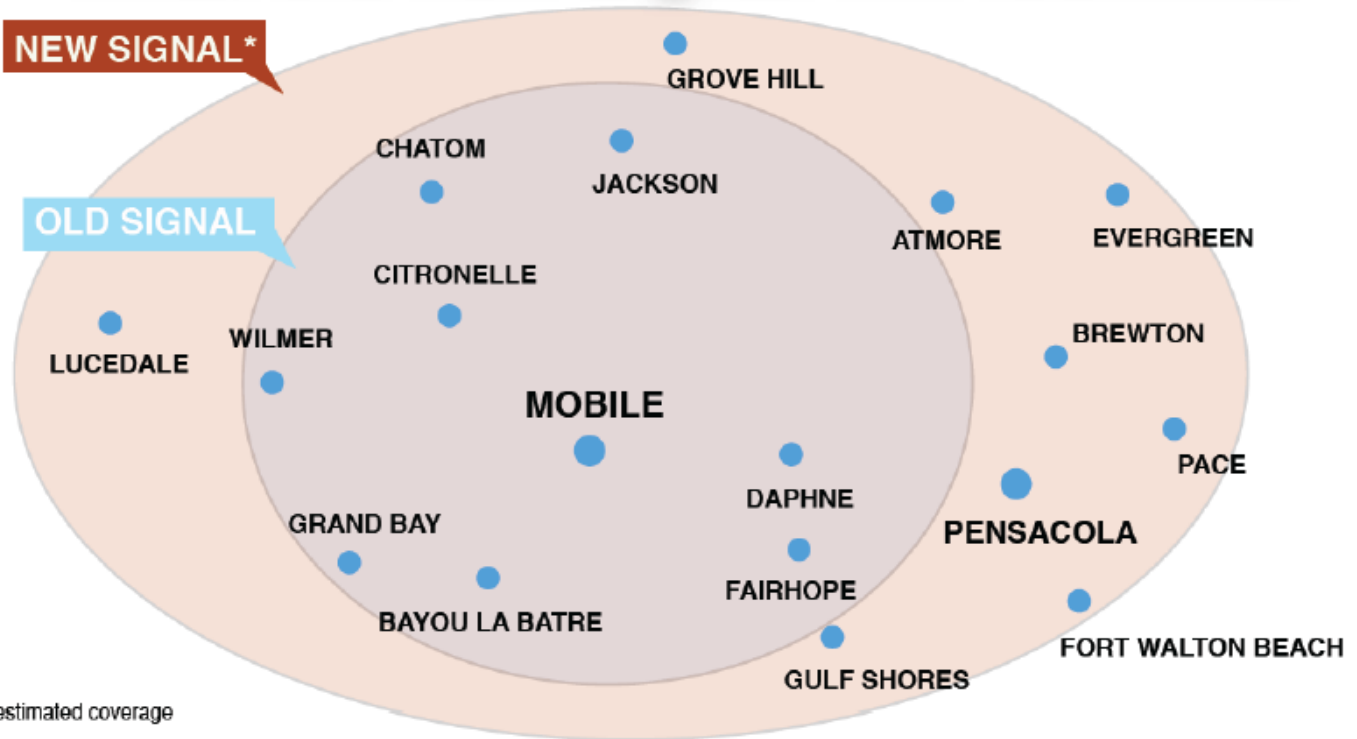 NEW SIGNAL*
GROVE HILL
CHATOM
JACKSON
OLD SIGNAL
ATMORE
EVERGREEN
CITRONELLE
WILMER
BREWTON
LUCEDALE
MOBILE
PACE
DAPHNE
GRAND BAY
PENSACOLA
FAIRHOPE
BAYOU LA BATRE
FORT WALTON BEACH
GULF SHORES
estimated coverage